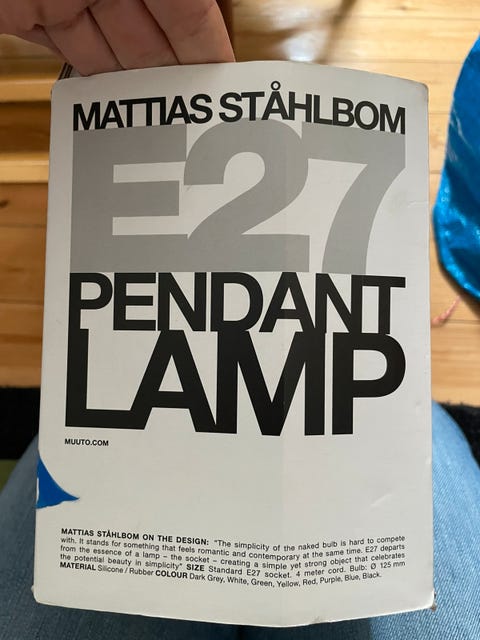 MATTIAS STÅHLBOM
E27
PENDANT
LAMP
MUUTO.COM
MATTIAS STÅHLBOM ON THE DESIGN: "The simplicity of the naked bulb is hard to compete
with. It stands for something that feels romantic and contemporary at the same time. E27 departs
from the essence of a lamp – the socket – creating a simple yet strong object that celebrates
the potential beauty in simplicity" SIZE Standard E27 socket. 4 meter cord. Bulb: Ø 125 mm
MATERIAL Silicone / Rubber COLOUR Dark Grey, White, Green, Yellow, Red, Purple, Blue, Black.